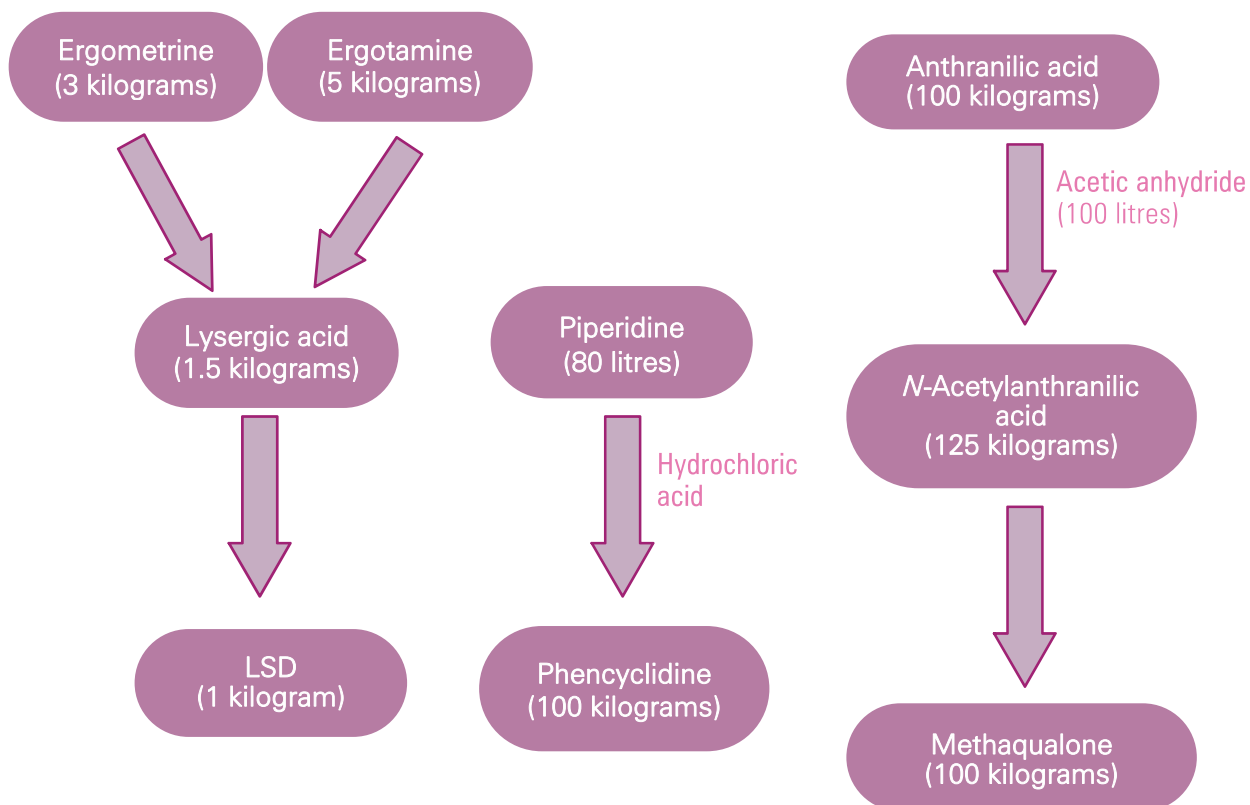 Ergometrine
(3 kilograms)
Ergotamine
(5 kilograms)
Lysergic acid
(1.5 kilograms)
LSD
(1 kilogram)
Piperidine
(80 litres)
Hydrochloric
acid
Phencyclidine
(100 kilograms)
Anthranilic acid
(100 kilograms)
Acetic anhydride
(100 litres)
N-Acetylanthranilic
acid
(125 kilograms)
Methaqualone
(100 kilograms)